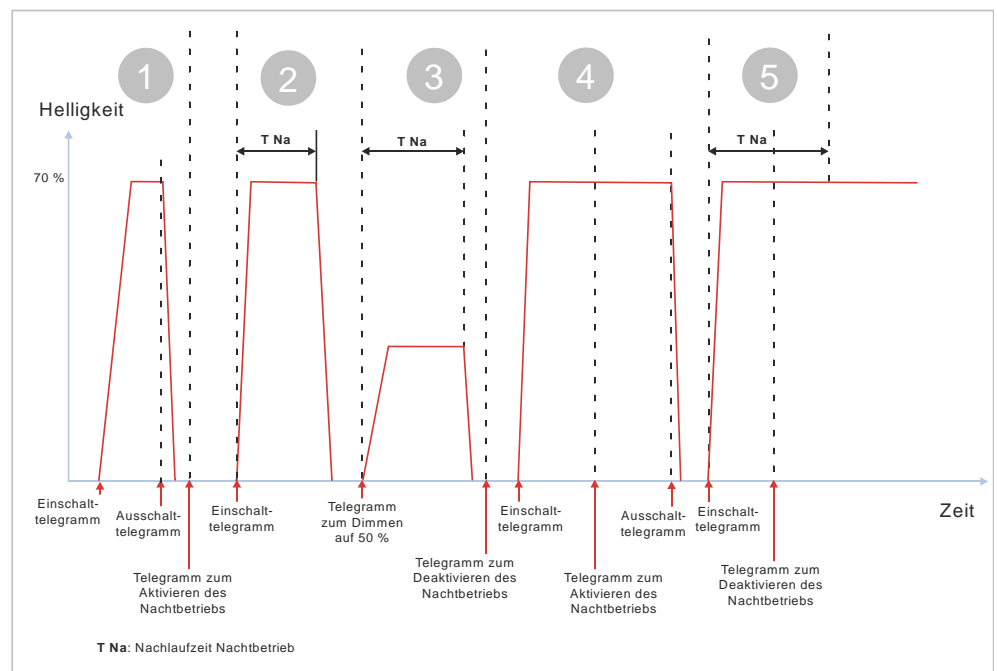 1
2
3
4
5
Helligkeit
T Na
T Na
T Na
70 %
Einschalt-
telegramm
Ausschalt-
telegramm
Einschalt-
telegramm
Telegramm
zum Dimmen
auf 50 %
Einschalt-
telegramm
Ausschalt-
telegramm
Einschalt-
telegramm
Zeit
Telegramm zum
Aktivieren des
Nachtbetriebs
Telegramm zum
Deaktivieren des
Nachtbetriebs
Telegramm zum
Aktivieren des
Nachtbetriebs
Telegramm zum
Deaktivieren des
Nachtbetriebs
T Na: Nachlaufzeit Nachtbetrieb